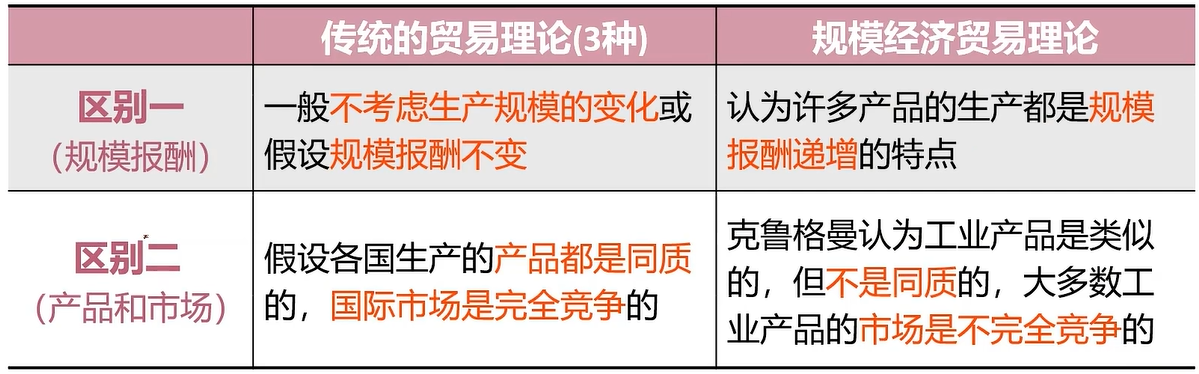 传统的贸易理论(3种)
规模经济贸易理论
区别一
（规模报酬）
一般不考虑生产规模的变化或
假设规模报酬不变
认为许多产品的生产都是规模
报酬递增的特点
区别二
（产品和市场）
假设各国生产的产品都是同质
的，国际市场是完全竞争的
克鲁格曼认为工业产品是类似
的，但不是同质的，大多数工
业产品的市场是不完全竞争的